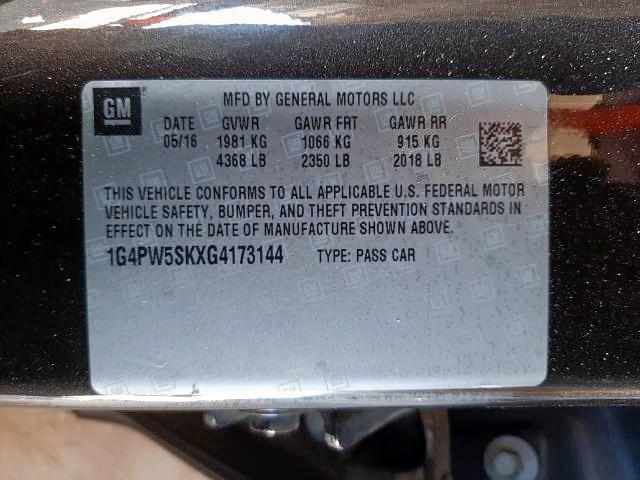 GM
MFD BY GENERAL MOTORS LLC
DATE GVWR GAWR FRT GAWR RR
05/16 1981 KG 1066 KG 915 KG
4368 LB 2350 LB 2018 LB
THIS VEHICLE CONFORMS TO ALL APPLICABLE U.S. FEDERAL MOTOR
VEHICLE SAFETY, BUMPER, AND THEFT PREVENTION STANDARDS IN
EFFECT ON THE DATE OF MANUFACTURE SHOWN ABOVE.
1G4PW5SKXG4173144 TYPE: PASS CAR